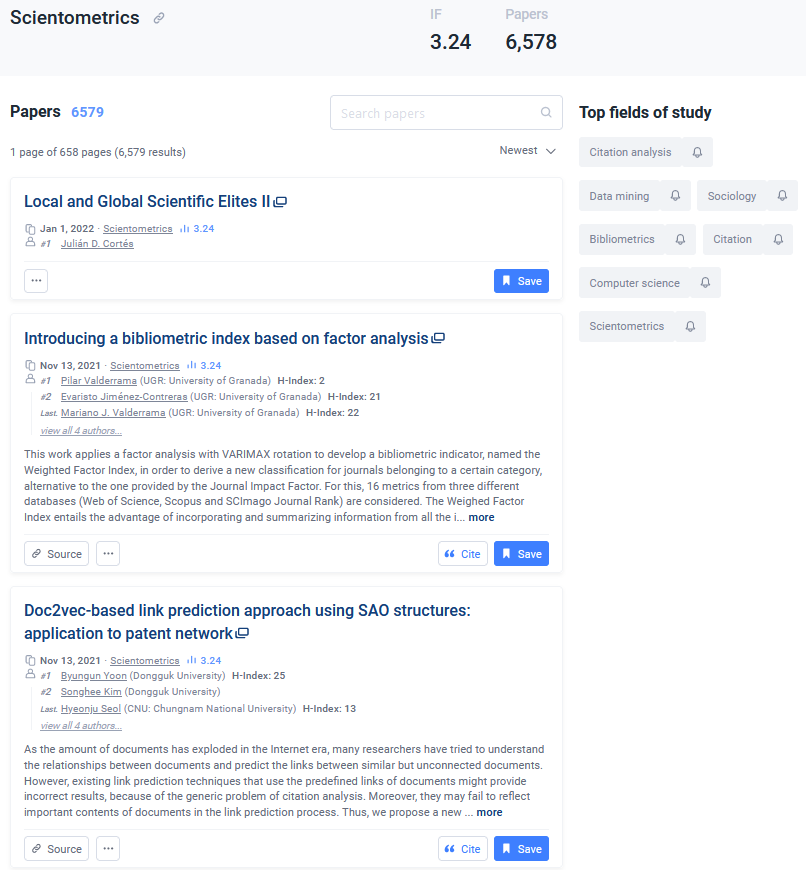 Scientometrics
IF
Papers
3.24
6,578
Papers 6579
Search papers
1 page of 658 pages (6,579 results)
Newest
Local and Global Scientific Elites II
Jan 1, 2022 · Scientometrics 3.24
#1 Julián D. Cortés
...
Save
Introducing a bibliometric index based on factor analysis
Nov 13, 2021 · Scientometrics 3.24
#1 Pilar Valderrama (UGR: University of Granada) H-Index: 2
#2 Evaristo Jiménez-Contreras (UGR: University of Granada) H-Index: 21
Last. Mariano J. Valderrama (UGR: University of Granada) H-Index: 22
view all 4 authors...
This work applies a factor analysis with VARIMAX rotation to develop a bibliometric indicator, named the
Weighted Factor Index, in order to derive a new classification for journals belonging to a certain category,
alternative to the one provided by the Journal Impact Factor. For this, 16 metrics from three different
databases (Web of Science, Scopus and SCImago Journal Rank) are considered. The Weighed Factor
Index entails the advantage of incorporating and summarizing information from all the i... more
Source
...
Cite
Save
Doc2vec-based link prediction approach using SAO structures:
application to patent network
Nov 13, 2021 · Scientometrics 3.24
#1 Byungun Yoon (Dongguk University) H-Index: 25
#2 Songhee Kim (Dongguk University)
Last. Hyeonju Seol (CNU: Chungnam National University) H-Index: 13
view all 4 authors...
As the amount of documents has exploded in the Internet era, many researchers have tried to understand
the relationships between documents and predict the links between similar but unconnected documents.
However, existing link prediction techniques that use the predefined links of documents might provide
incorrect results, because of the generic problem of citation analysis. Moreover, they may fail to reflect
important contents of documents in the link prediction process. Thus, we propose a new ... more
Source
...
Cite
Save
Top fields of study
Citation analysis
Data mining
Sociology
Bibliometrics
Citation
Computer science
Scientometrics